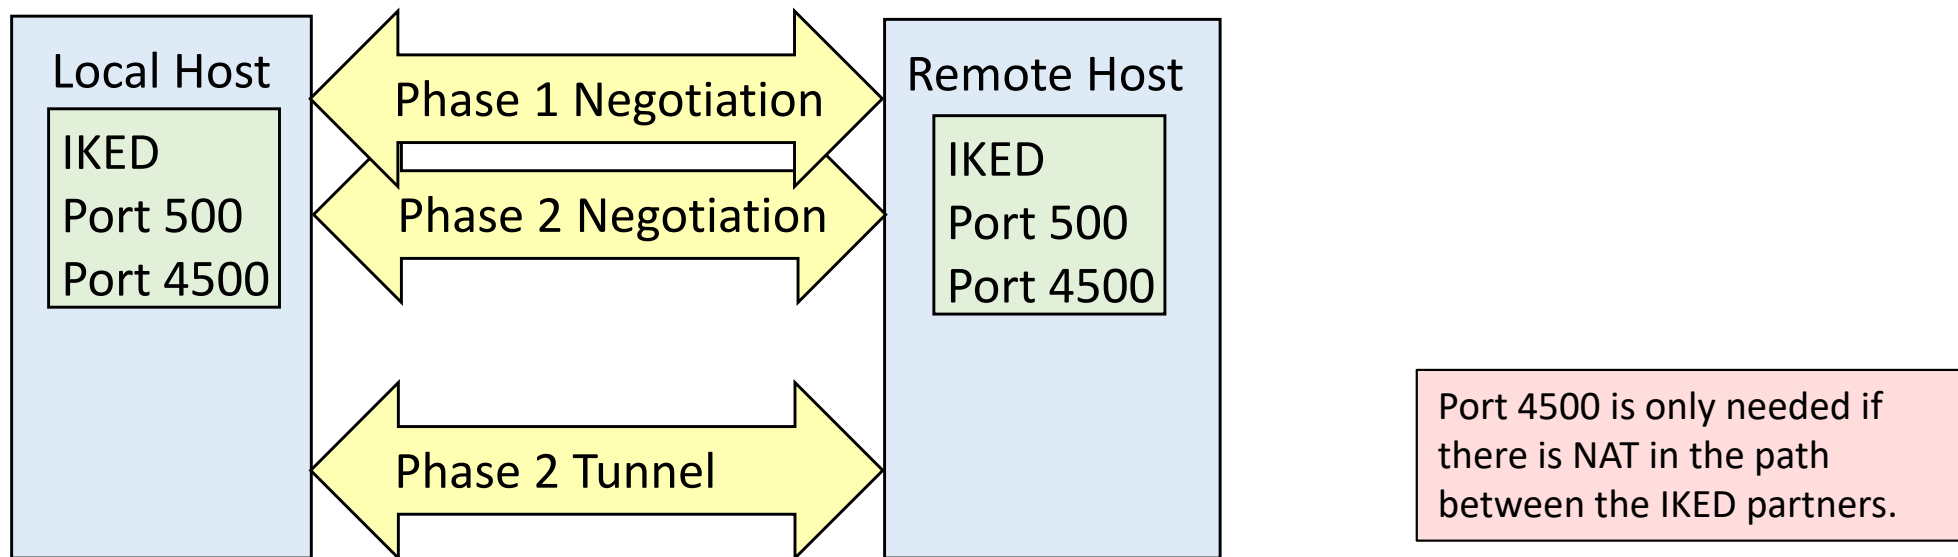 Local Host
IKED
Port 500
Port 4500
Phase 1 Negotiation
Phase 2 Negotiation
Phase 2 Tunnel
Remote Host
IKED
Port 500
Port 4500
Port 4500 is only needed if
there is NAT in the path
between the IKED partners.